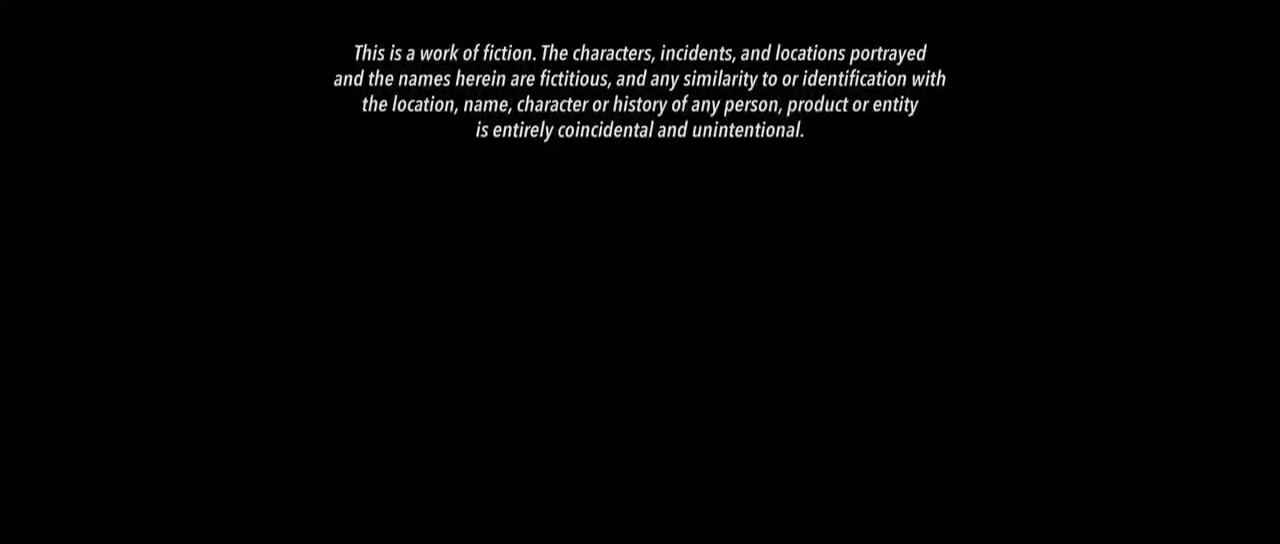 This is a work of fiction. The characters, incidents, and locations portrayed
and the names herein are fictitious, and any similarity to or identification with
the location, name, character or history of any person, product or entity
is entirely coincidental and unintentional.